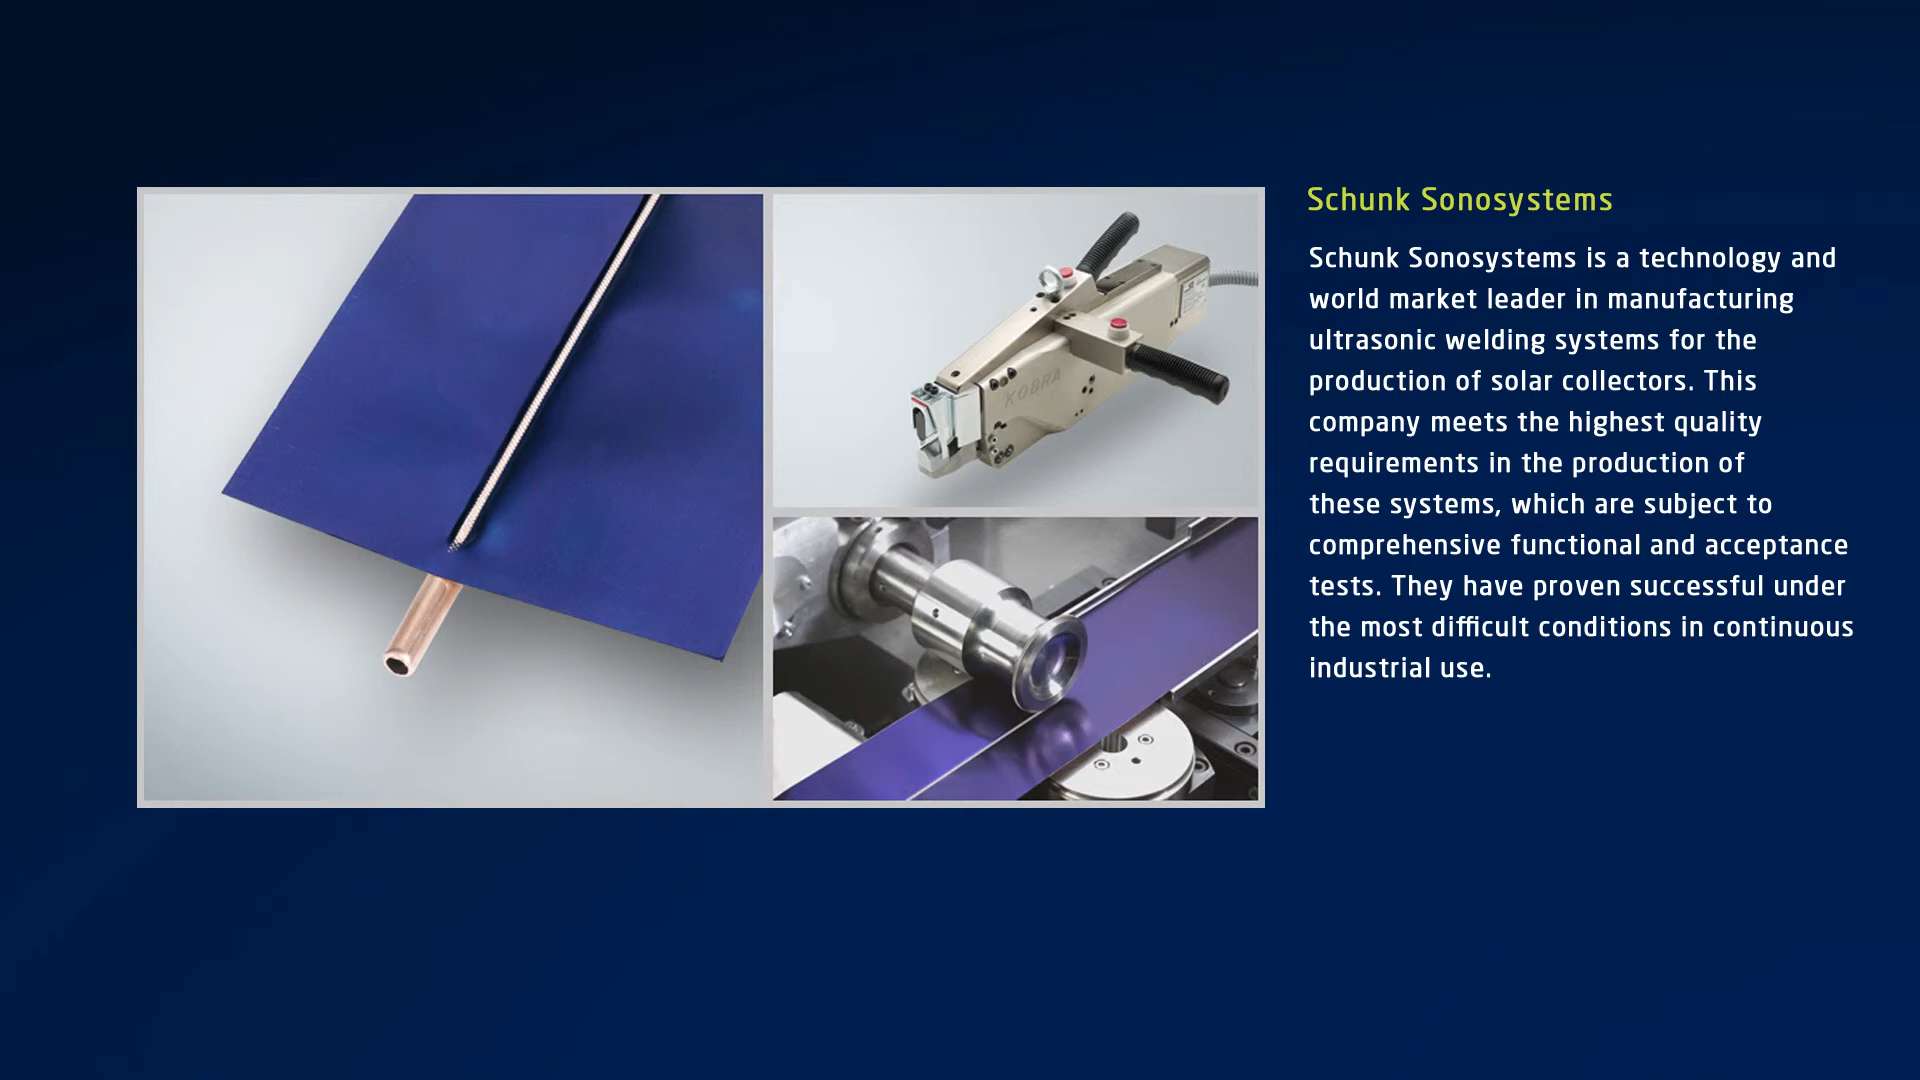 Schunk Sonosystems
Schunk Sonosystems is a technology and
world market leader in manufacturing
ultrasonic welding systems for the
production of solar collectors. This
company meets the highest quality
requirements in the production of
these systems, which are subject to
comprehensive functional and acceptance
tests. They have proven successful under
the most difficult conditions in continuous
industrial use.
KOBRA